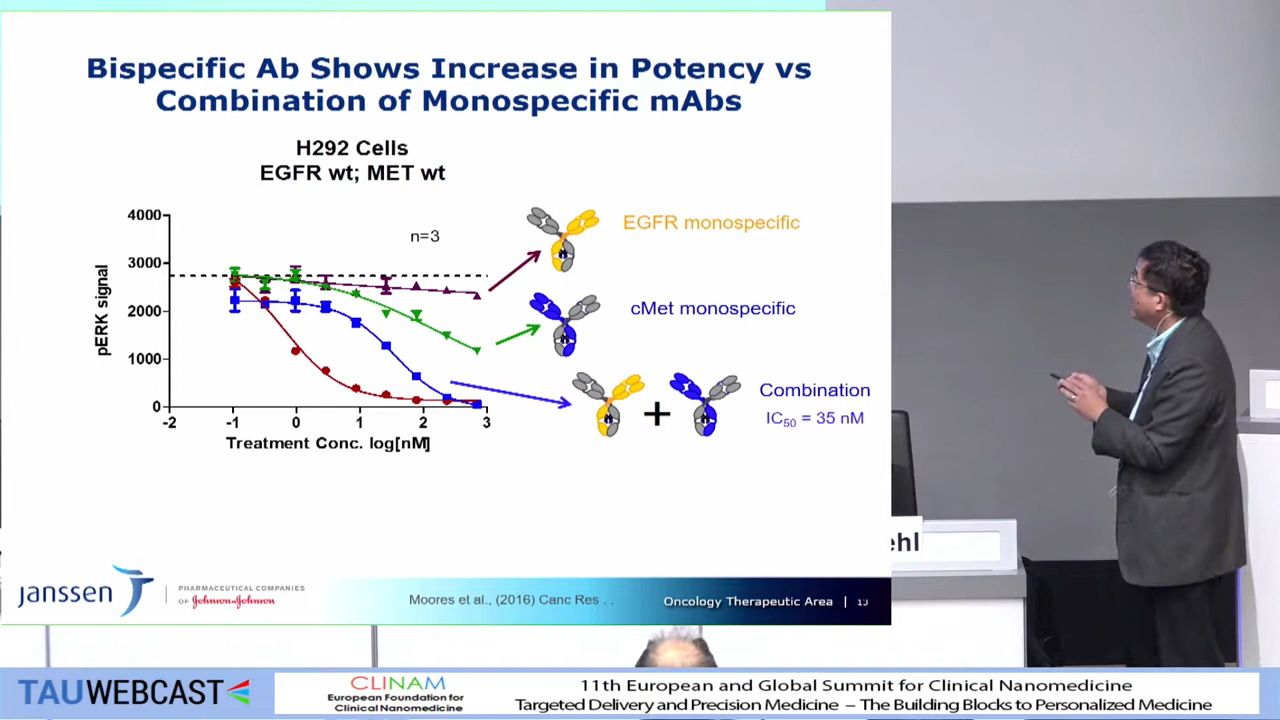 Bispecific Ab Shows Increase in Potency vs
Combination of Monospecific mAbs
H292 Cells
EGFR wt; MET wt
n=3
pERK signal
4000
3000
2000
1000
0
-2
-1
0
1
2
3
Treatment Conc. log[nM]
EGFR monospecific
cMet monospecific
+
Combination
IC50 = 35 nM
janssen
PHARMACEUTICAL COMPANIES
OF Johnson & Johnson
Moores et al., (2016) Canc Res . .
Oncology Therapeutic Area | 13
ehl
TAUWEBCAST
CLINAM
European Foundation for
Clinical Nanomedicine
11th European and Global Summit for Clinical Nanomedicine
Targeted Delivery and Precision Medicine – The Building Blocks to Personalized Medicine